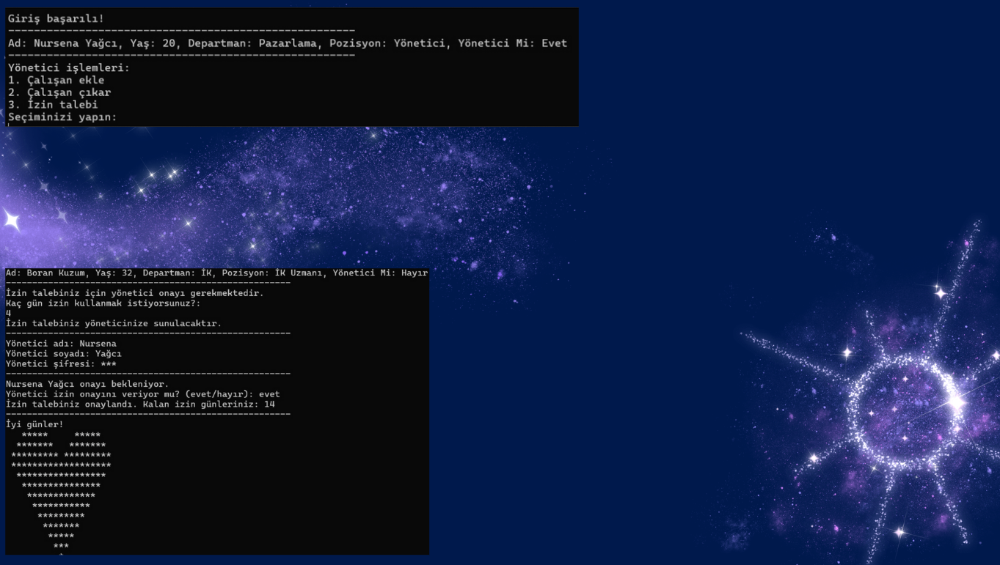 Giriş başarılı!
------------------------------------------------------
Ad: Nursena Yağcı, Yaş: 20, Departman: Pazarlama, Pozisyon: Yönetici, Yönetici Mi: Evet
------------------------------------------------------
Yönetici işlemleri:
1. Çalışan ekle
2. Çalışan çıkar
3. İzin talebi
Seçiminizi yapın:
Ad: Boran Kuzum, Yaş: 32, Departman: İK, Pozisyon: İK Uzmanı, Yönetici Mi: Hayır
------------------------------------------------------
İzin talebiniz için yönetici onayı gerekmektedir.
Kaç gün izin kullanmak istiyorsunuz?:
4
İzin talebiniz yöneticinize sunulacaktır.
------------------------------------------------------
Yönetici adı: Nursena
Yönetici soyadı: Yağcı
Yönetici şifresi: ***
------------------------------------------------------
Nursena Yağcı onayı bekleniyor.
Yönetici izin onayını veriyor mu? (evet/hayır): evet
İzin talebiniz onaylandı. Kalan izin günleriniz: 14
------------------------------------------------------
İyi günler!
   *****     *****
  *******   *******
 ********* *********
 *******************
  *****************
   ***************
    *************
     ***********
      *********
       *******
        *****
         ***
          *